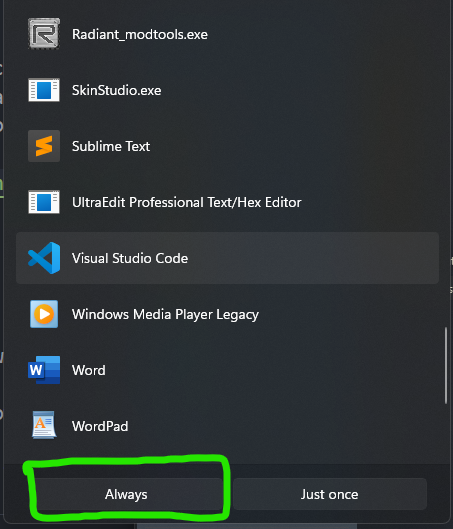 Radiant_modtools.exe
SkinStudio.exe
Sublime Text
UltraEdit Professional Text/Hex Editor
Visual Studio Code
Windows Media Player Legacy
Word
WordPad
Always
Just once